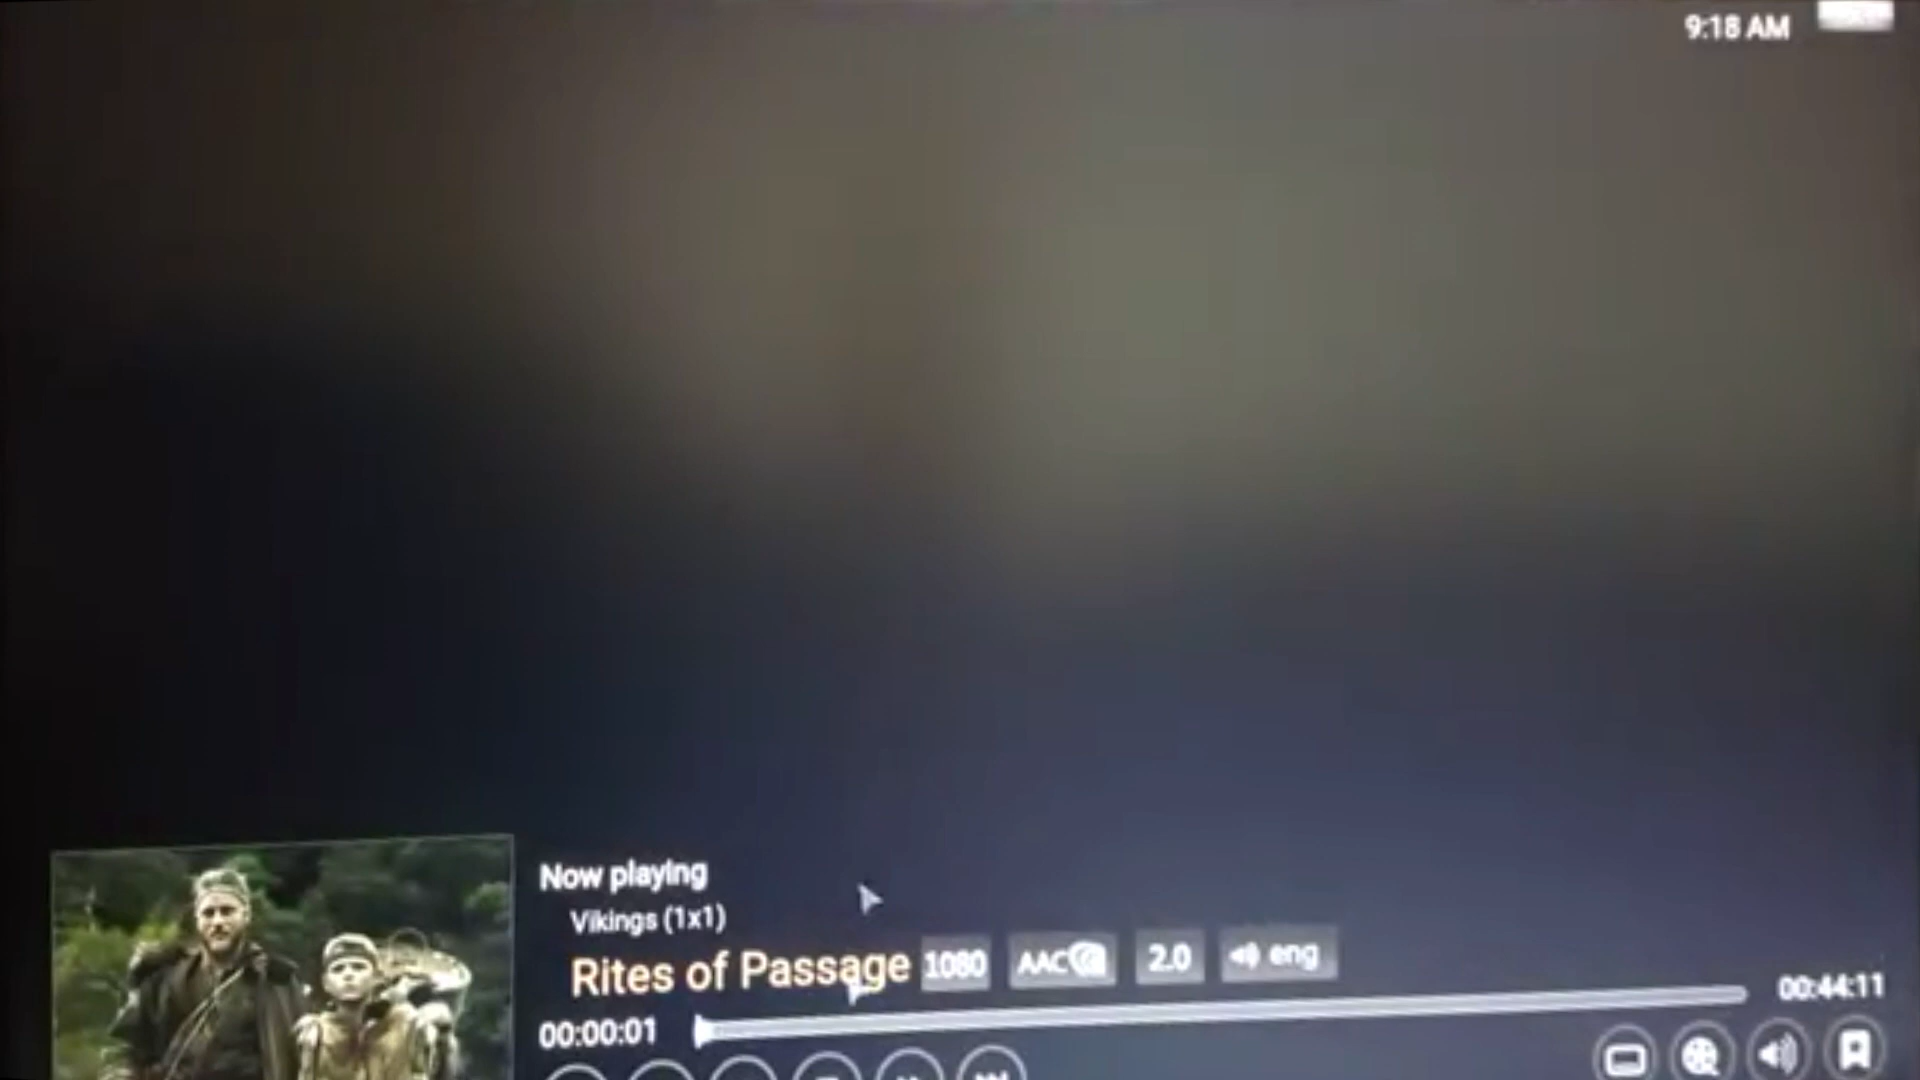 9:18 AM
Now playing
Vikings (1x1)
Rites of Passage 1080 AAC 2.0 eng
00:44:11
00:00:01